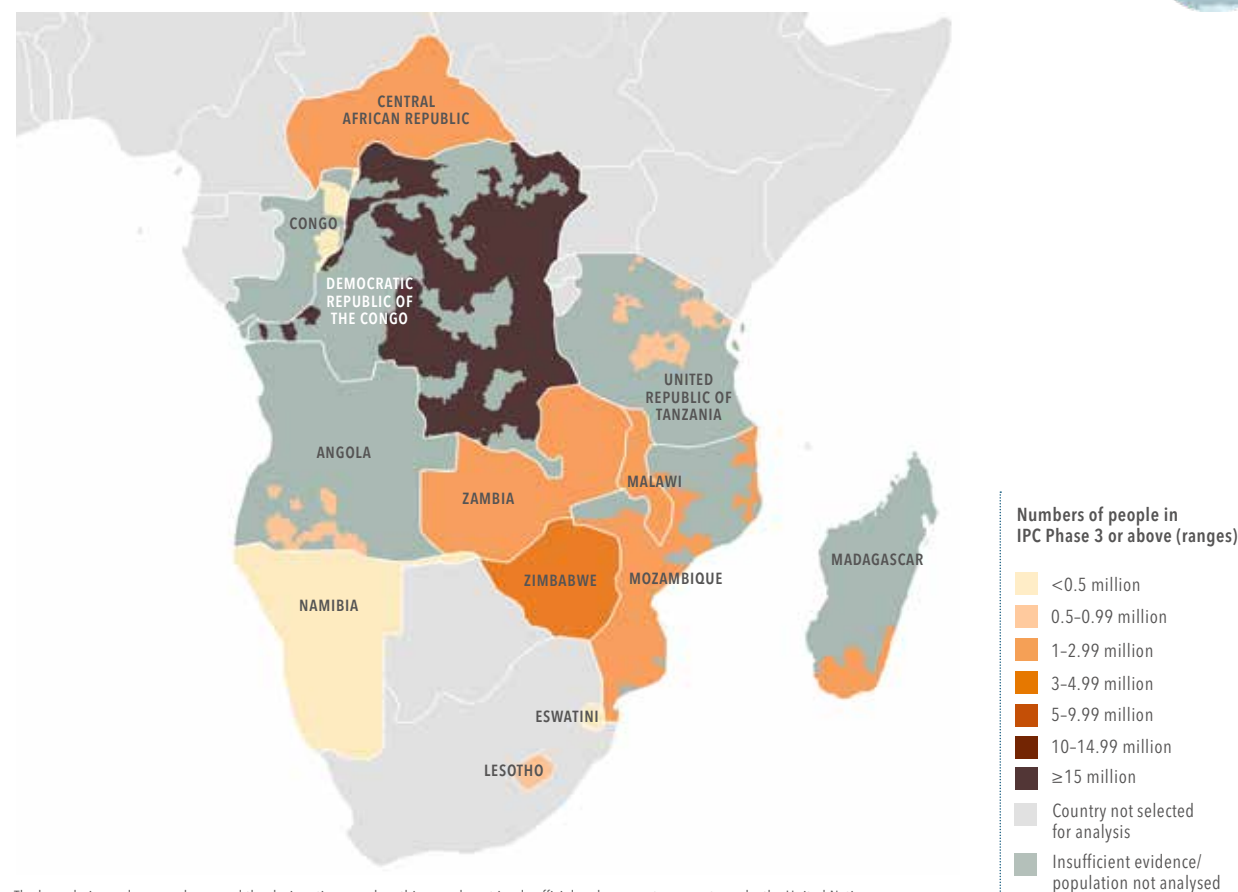 CENTRAL
AFRICAN REPUBLIC
CONGO
DEMOCRATIC
REPUBLIC OF
THE CONGO
UNITED
REPUBLIC OF
TANZANIA
ANGOLA
ZAMBIA
MALAWI
MADAGASCAR
ZIMBABWE
MOZAMBIQUE
NAMIBIA
ESWATINI
LESOTHO
Numbers of people in
IPC Phase 3 or above (ranges)
<0.5 million
0.5–0.99 million
1–2.99 million
3–4.99 million
5–9.99 million
10–14.99 million
≥15 million
Country not selected
for analysis
Insufficient evidence/
population not analysed